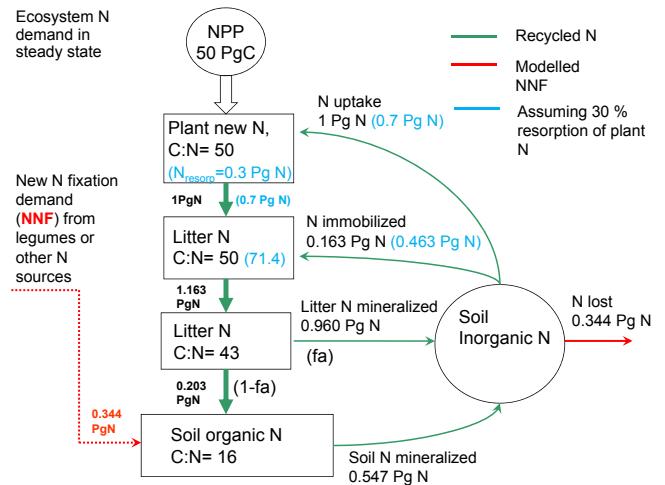 Ecosystem N
demand in
steady state
NPP
50 PgC
Recycled N
Modelled
NNF
Assuming 30 %
resorption of plant
N
N uptake
1 Pg N (0.7 Pg N)
Plant new N,
C:N= 50
(Nresorp=0.3 Pg N)
New N fixation
demand
(NNF) from
legumes or
other N
sources
1PgN
(0.7 Pg N)
N immobilized
0.163 Pg N (0.463 Pg N)
Litter N
C:N= 50 (71.4)
1.163
PgN
Litter N mineralized
0.960 Pg N
(fa)
Soil
Inorganic N
N lost
0.344 Pg N
Litter N
C:N= 43
0.203
PgN
(1-fa)
0.344
PgN
Soil organic N
C:N= 16
Soil N mineralized
0.547 Pg N